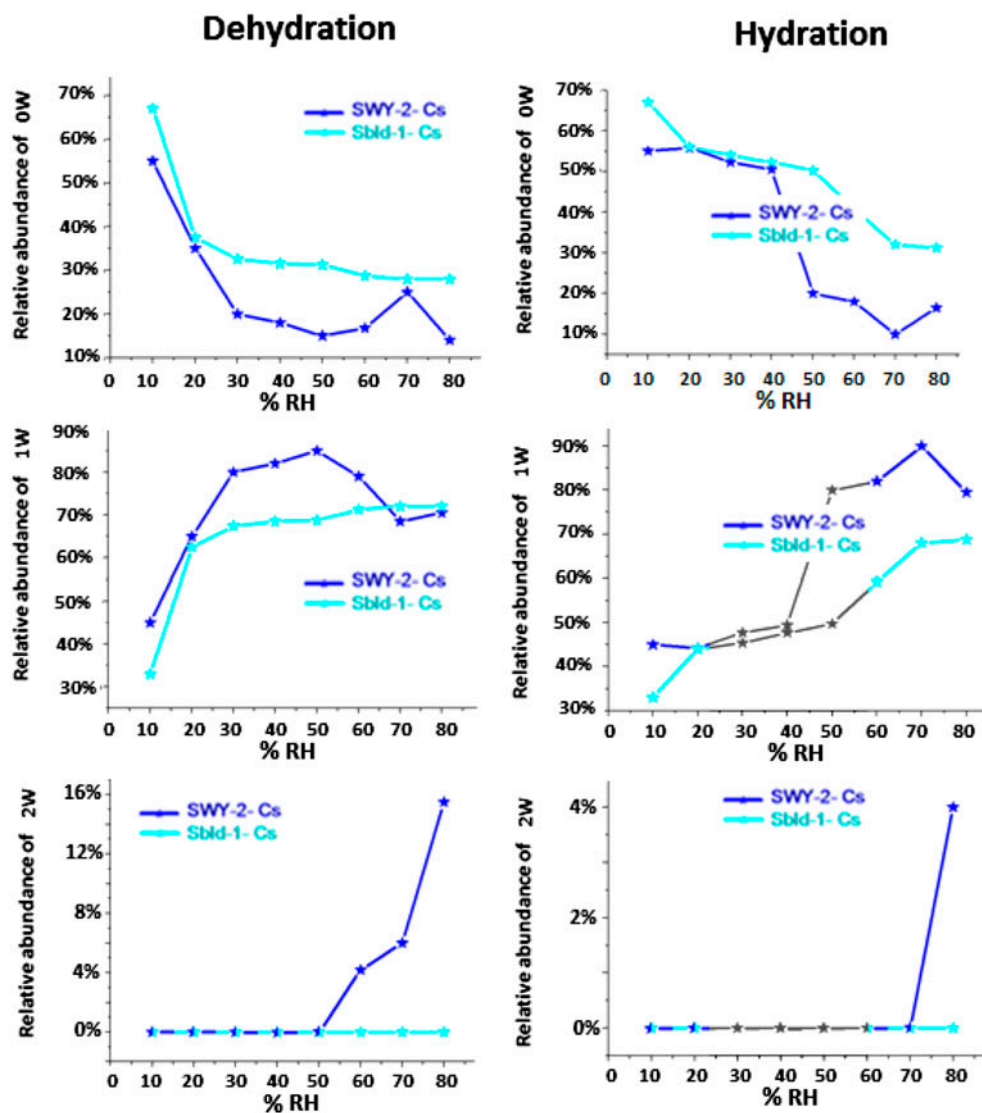 Dehydration
Relative abundance of 0W
70%
60%
50%
40%
30%
20%
10%
SWY-2- Cs
Sbld-1- Cs
0 10 20 30 40 50 60 70 80
% RH
Hydration
Relative abundance of 0W
70%
60%
50%
40%
30%
20%
10%
SWY-2- Cs
Sbld-1- Cs
0 10 20 30 40 50 60 70 80
% RH
Relative abundance of 1W
90%
80%
70%
60%
50%
40%
30%
SWY-2- Cs
Sbld-1- Cs
0 10 20 30 40 50 60 70 80
% RH
Relative abundance of 1W
90%
80%
70%
60%
50%
40%
30%
SWY-2- Cs
Sbld-1- Cs
0 10 20 30 40 50 60 70 80
% RH
Relative abundance of 2W
16%
12%
8%
4%
0%
SWY-2- Cs
Sbld-1- Cs
0 10 20 30 40 50 60 70 80
% RH
Relative abundance of 2W
4%
2%
0%
SWY-2- Cs
Sbld-1- Cs
0 10 20 30 40 50 60 70 80
% RH